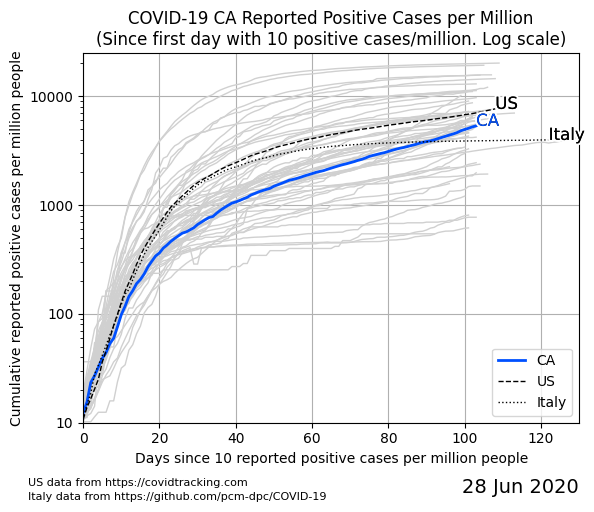 COVID-19 CA Reported Positive Cases per Million
(Since first day with 10 positive cases/million. Log scale)
Cumulative reported positive cases per million people
10000
1000
100
10
US
CA
Italy
CA
US
Italy
0 20 40 60 80 100 120
Days since 10 reported positive cases per million people
US data from https://covidtracking.com
Italy data from https://github.com/pcm-dpc/COVID-19
28 Jun 2020